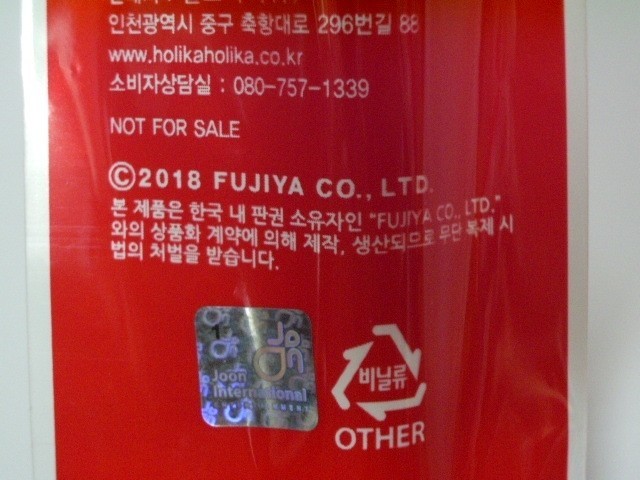 인천광역시 중구 축항대로 296번길 88
www.holikaholika.co.kr
소비자상담실 : 080-757-1339
NOT FOR SALE
©2018 FUJIYA CO., LTD.
본 제품은 한국 내 판권 소유자인 "FUJIYA CO., LTD."
와의 상품화 계약에 의해 제작, 생산되므로 무단 복제 시
법의 처벌을 받습니다.
1
Joon
Joon
International
비닐류
OTHER